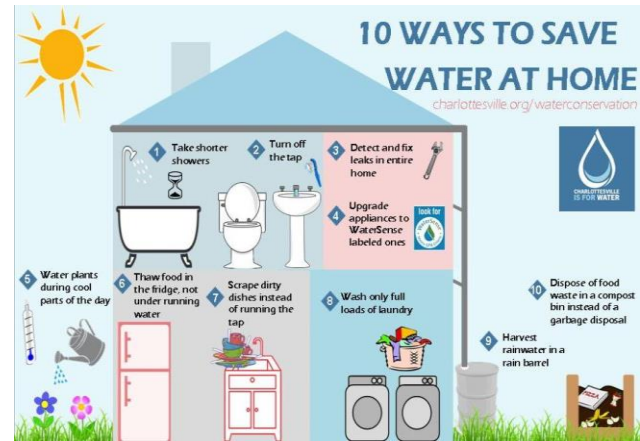 10 WAYS TO SAVE
WATER AT HOME
charlottesville.org/waterconservation
CHARLOTTESVILLE
IS FOR WATER
1
Take shorter
showers
2
Turn off
the tap
3
Detect and fix
leaks in entire
home
4
Upgrade
appliances to
WaterSense
labeled ones
look for
WaterSense
5
Water plants
during cool
parts of the day
6
Thaw food in
the fridge, not
under running
water
7
Scrape dirty
dishes instead
of running the
tap
8
Wash only full
loads of laundry
9
Harvest
rainwater in a
rain barrel
10
Dispose of food
waste in a compost
bin instead of a
garbage disposal
PIZZA